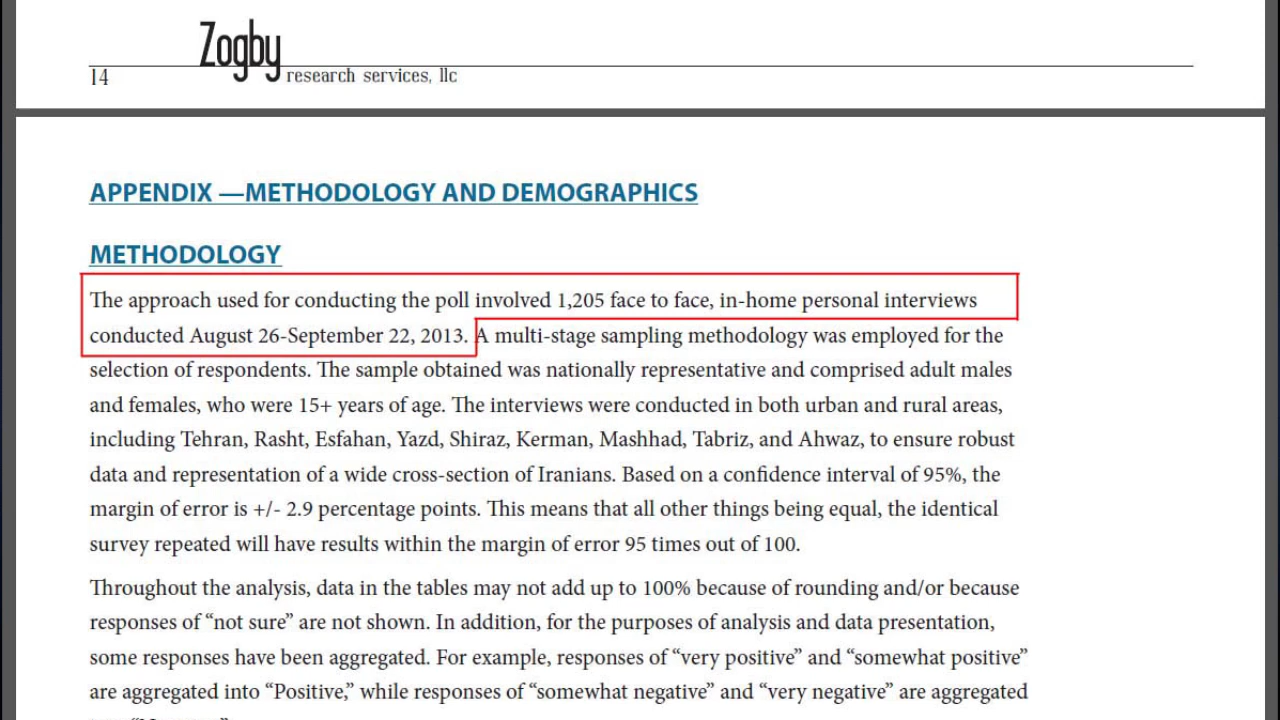 Zogby
14 research services, llc
APPENDIX —METHODOLOGY AND DEMOGRAPHICS
METHODOLOGY
The approach used for conducting the poll involved 1,205 face to face, in-home personal interviews
conducted August 26-September 22, 2013. A multi-stage sampling methodology was employed for the
selection of respondents. The sample obtained was nationally representative and comprised adult males
and females, who were 15+ years of age. The interviews were conducted in both urban and rural areas,
including Tehran, Rasht, Esfahan, Yazd, Shiraz, Kerman, Mashhad, Tabriz, and Ahwaz, to ensure robust
data and representation of a wide cross-section of Iranians. Based on a confidence interval of 95%, the
margin of error is +/- 2.9 percentage points. This means that all other things being equal, the identical
survey repeated will have results within the margin of error 95 times out of 100.
Throughout the analysis, data in the tables may not add up to 100% because of rounding and/or because
responses of “not sure” are not shown. In addition, for the purposes of analysis and data presentation,
some responses have been aggregated. For example, responses of “very positive” and “somewhat positive”
are aggregated into “Positive,” while responses of “somewhat negative” and “very negative” are aggregated